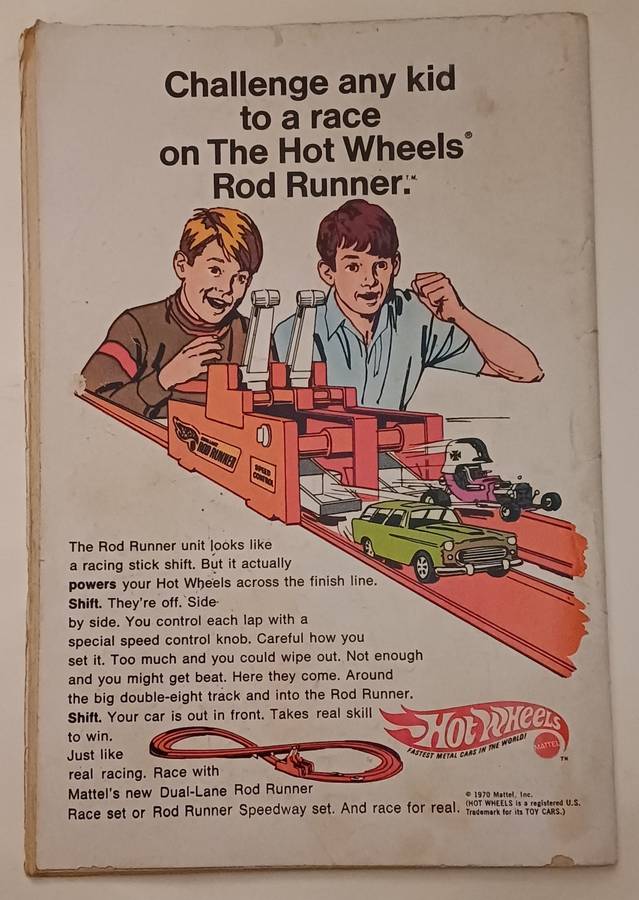 Challenge any kid
to a race
on The Hot Wheels®
Rod Runner.™
ROD RUNNER
SPEED
CONTROL
The Rod Runner unit looks like
a racing stick shift. But it actually
powers your Hot Wheels across the finish line.
Shift. They're off. Side
by side. You control each lap with a
special speed control knob. Careful how you
set it. Too much and you could wipe out. Not enough
and you might get beat. Here they come. Around
the big double-eight track and into the Rod Runner.
Shift. Your car is out in front. Takes real skill
to win.
Just like
real racing. Race with
Mattel's new Dual-Lane Rod Runner
Race set or Rod Runner Speedway set. And race for real.
Hot Wheels
FASTEST METAL CARS IN THE WORLD!
MATTEL
™
© 1970 Mattel, Inc.
(HOT WHEELS is a registered U.S.
Trademark for its TOY CARS.)